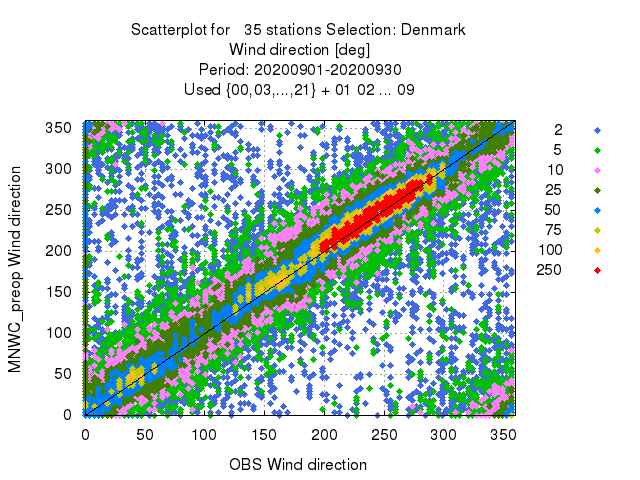 Scatterplot for   35 stations Selection: Denmark
Wind direction [deg]
Period: 20200901-20200930
Used {00,03,...,21} + 01 02 ... 09
MNWC_preop Wind direction
350
300
250
200
150
100
50
0
0 50 100 150 200 250 300 350
OBS Wind direction
2
5
10
25
50
75
100
250